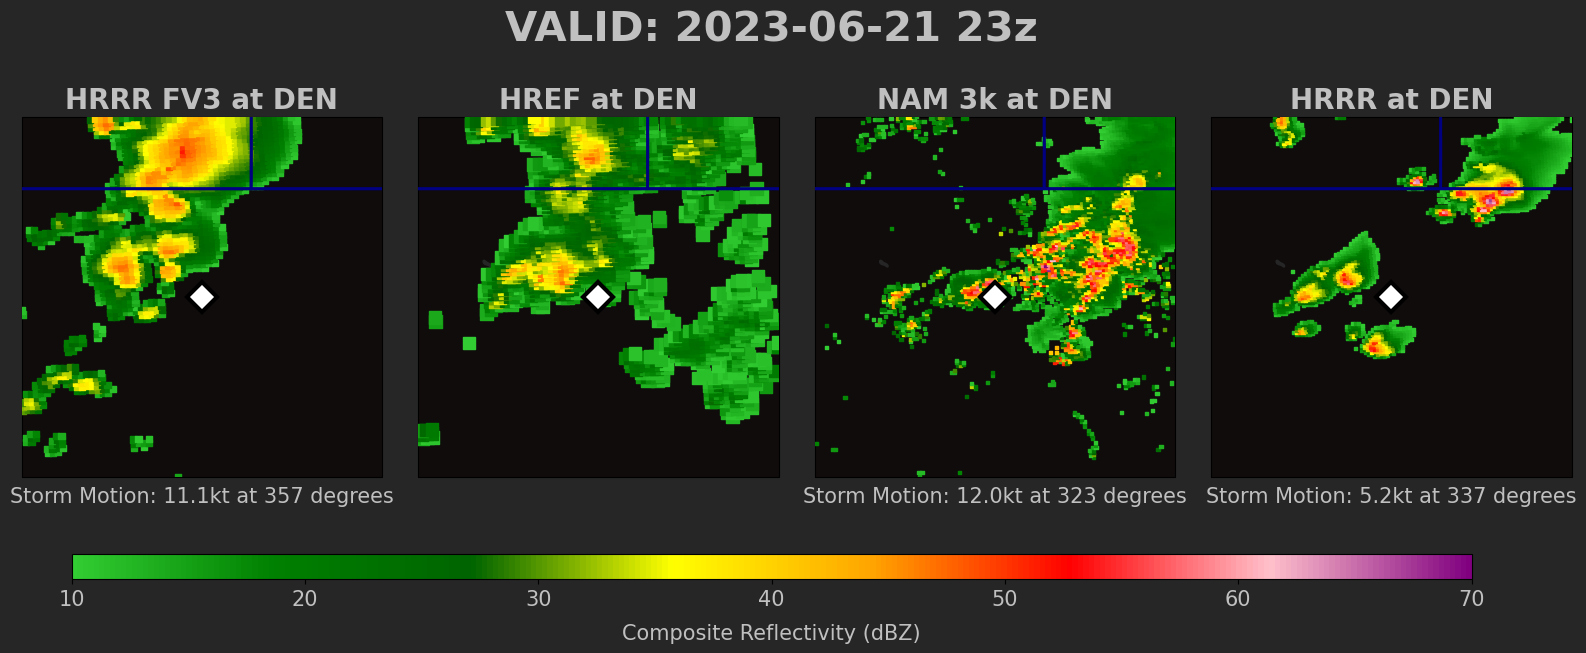 VALID: 2023-06-21 23z
HRRR FV3 at DEN
HREF at DEN
NAM 3k at DEN
HRRR at DEN
Storm Motion: 11.1kt at 357 degrees
Storm Motion: 12.0kt at 323 degrees
Storm Motion: 5.2kt at 337 degrees
10 20 30 40 50 60 70
Composite Reflectivity (dBZ)